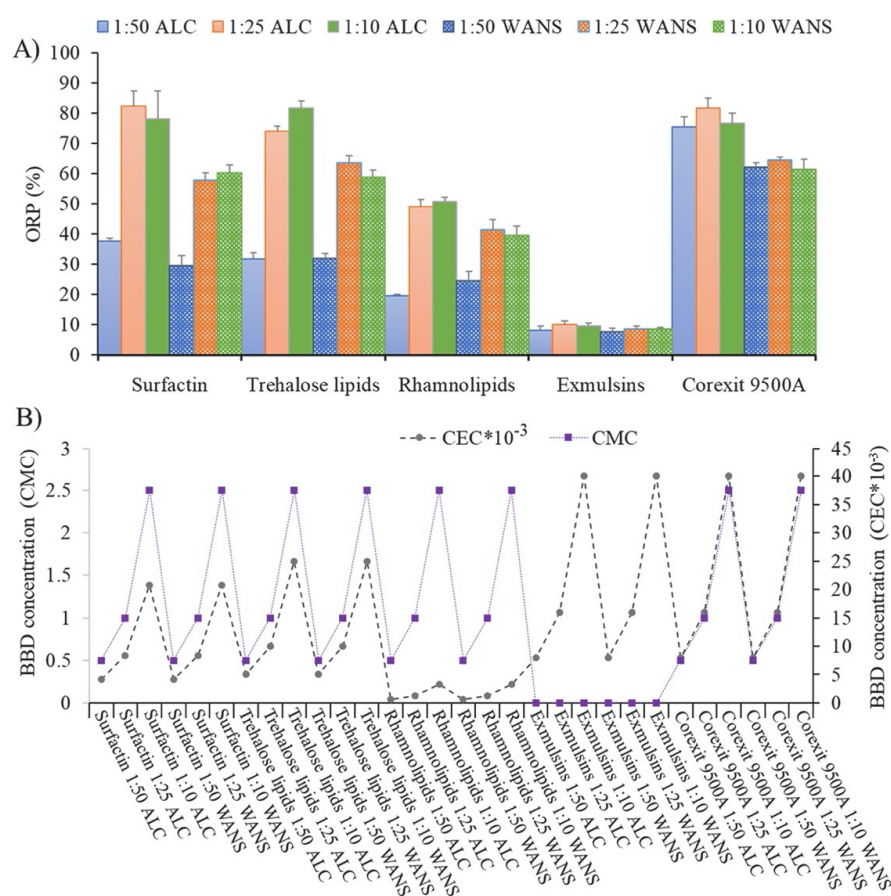 1:50 ALC 1:25 ALC 1:10 ALC 1:50 WANS 1:25 WANS 1:10 WANS
A)
ORP (%)
100
90
80
70
60
50
40
30
20
10
0
Surfactin Trehalose lipids Rhamnolipids Exmulsins Corexit 9500A
B)
CEC*10-3 CMC
BBD concentration (CMC)
3
2.5
2
1.5
1
0.5
0
45
40
35
30
25
20
15
10
5
0
BBD concentration (CEC*10-3)
Surfactin 1:50 ALC
Surfactin 1:25 ALC
Surfactin 1:10 ALC
Surfactin 1:50 WANS
Surfactin 1:25 WANS
Surfactin 1:10 WANS
Trehalose lipids 1:50 ALC
Trehalose lipids 1:25 ALC
Trehalose lipids 1:10 ALC
Trehalose lipids 1:50 WANS
Trehalose lipids 1:25 WANS
Trehalose lipids 1:10 WANS
Rhamnolipids 1:50 ALC
Rhamnolipids 1:25 ALC
Rhamnolipids 1:10 ALC
Rhamnolipids 1:50 WANS
Rhamnolipids 1:25 WANS
Rhamnolipids 1:10 WANS
Exmulsins 1:50 ALC
Exmulsins 1:25 ALC
Exmulsins 1:10 ALC
Exmulsins 1:50 WANS
Exmulsins 1:25 WANS
Exmulsins 1:10 WANS
Corexit 9500A 1:50 ALC
Corexit 9500A 1:25 ALC
Corexit 9500A 1:10 ALC
Corexit 9500A 1:50 WANS
Corexit 9500A 1:25 WANS
Corexit 9500A 1:10 WANS